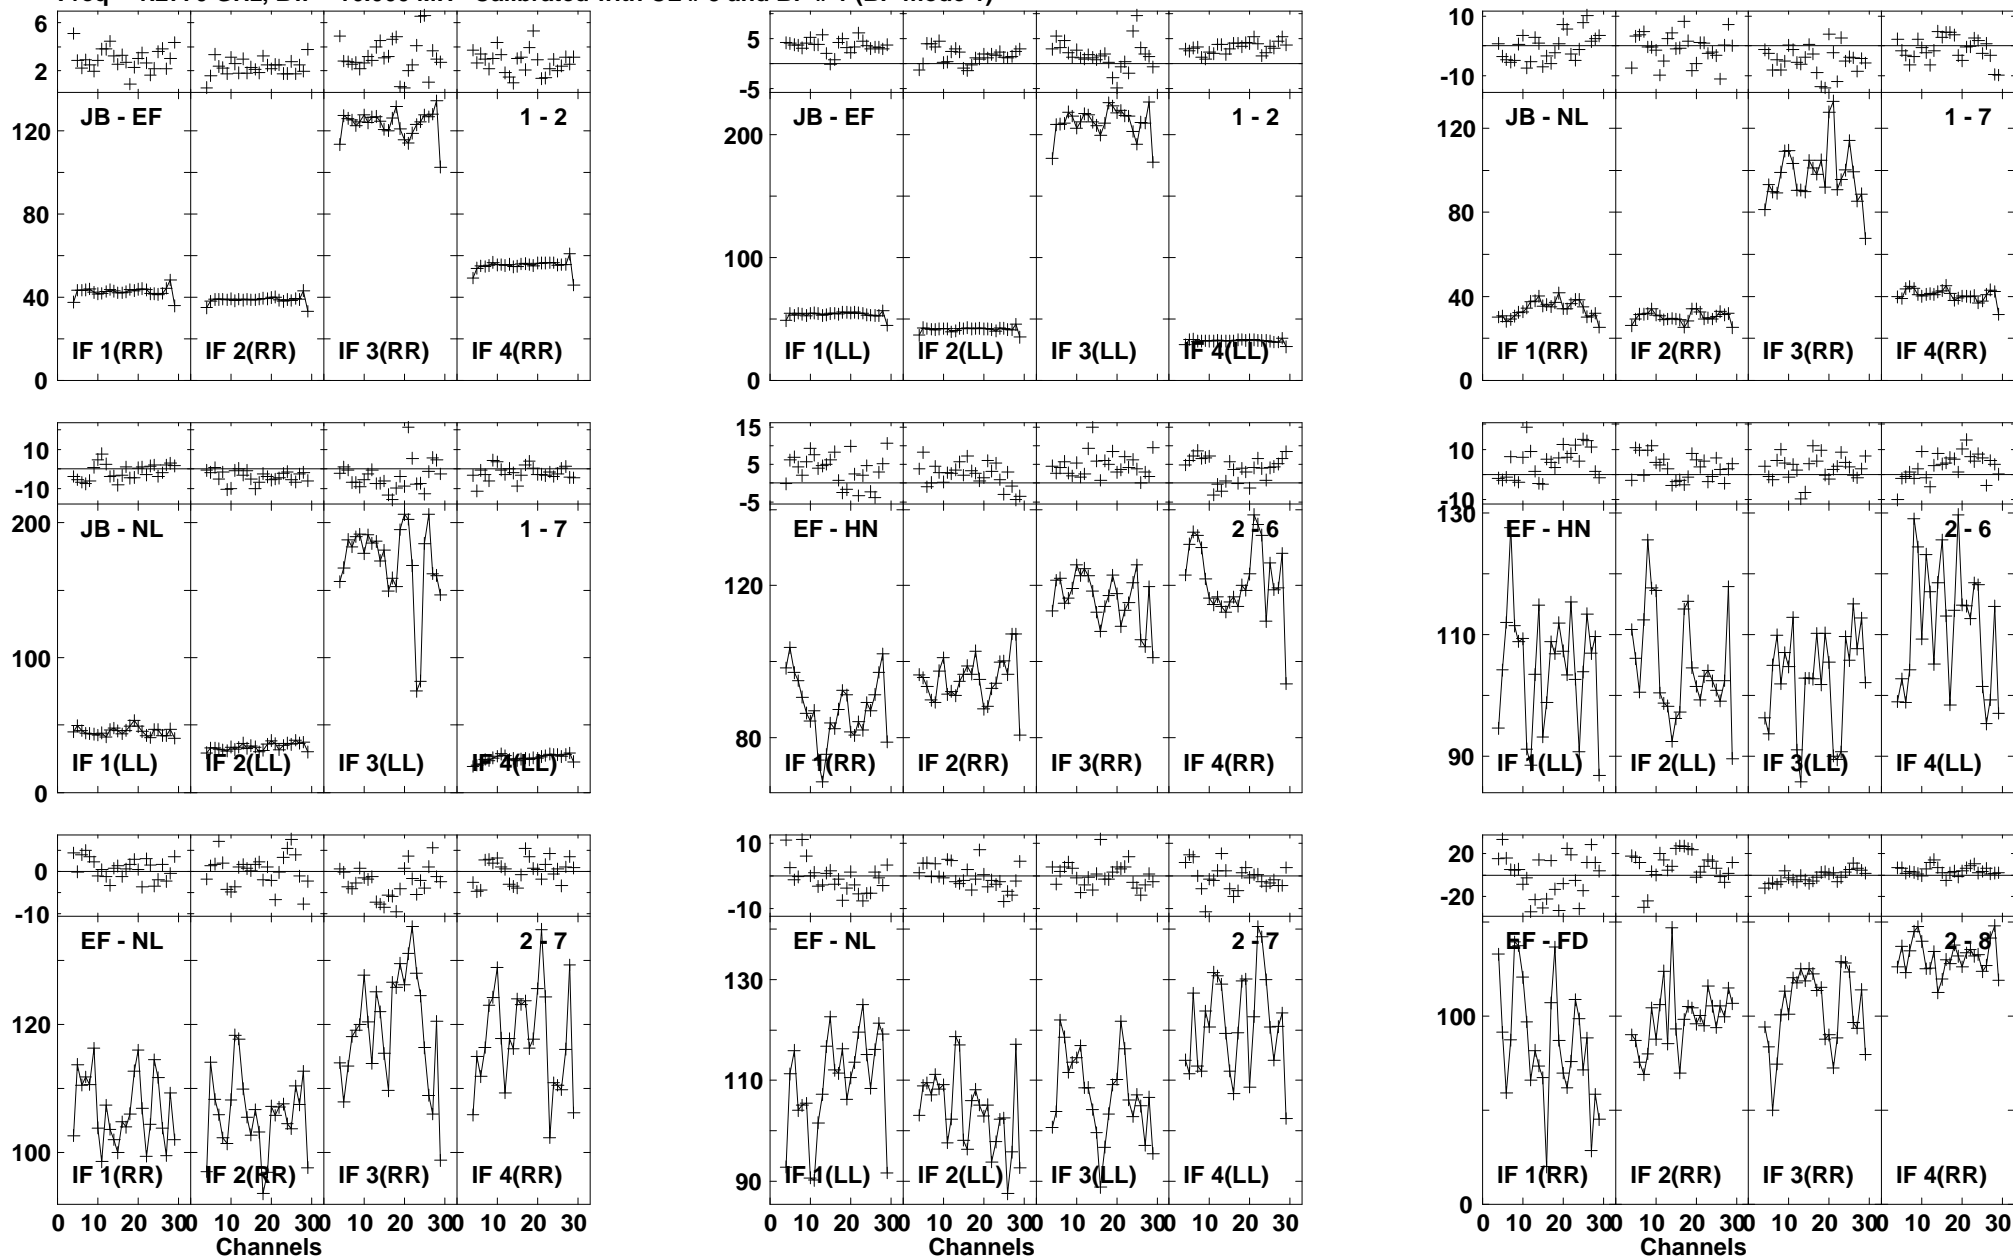 6
2
5
-5
10
-10
JB - EF
1 - 2
120
80
40
0
IF 1(RR)
IF 2(RR)
IF 3(RR)
IF 4(RR)
JB - EF
1 - 2
200
100
0
IF 1(LL)
IF 2(LL)
IF 3(LL)
IF 4(LL)
JB - NL
1 - 7
120
80
40
0
IF 1(RR)
IF 2(RR)
IF 3(RR)
IF 4(RR)
10
-10
JB - NL
1 - 7
200
100
0
IF 1(LL)
IF 2(LL)
IF 3(LL)
IF 4(LL)
15
5
-5
EF - HN
2 - 6
120
80
IF 1(RR)
IF 2(RR)
IF 3(RR)
IF 4(RR)
10
-10
EF - HN
2 - 6
130
110
90
IF 1(LL)
IF 2(LL)
IF 3(LL)
IF 4(LL)
0
-10
EF - NL
2 - 7
120
100
IF 1(RR)
IF 2(RR)
IF 3(RR)
IF 4(RR)
0 10 20 30 0 10 20 30 0 10 20 30 0 10 20 30
Channels
10
-10
EF - NL
2 - 7
130
110
90
IF 1(LL)
IF 2(LL)
IF 3(LL)
IF 4(LL)
0 10 20 30 0 10 20 30 0 10 20 30 0 10 20 30
Channels
20
-20
EF - FD
2 - 8
100
0
IF 1(RR)
IF 2(RR)
IF 3(RR)
IF 4(RR)
0 10 20 30 0 10 20 30 0 10 20 30 0 10 20 30
Channels